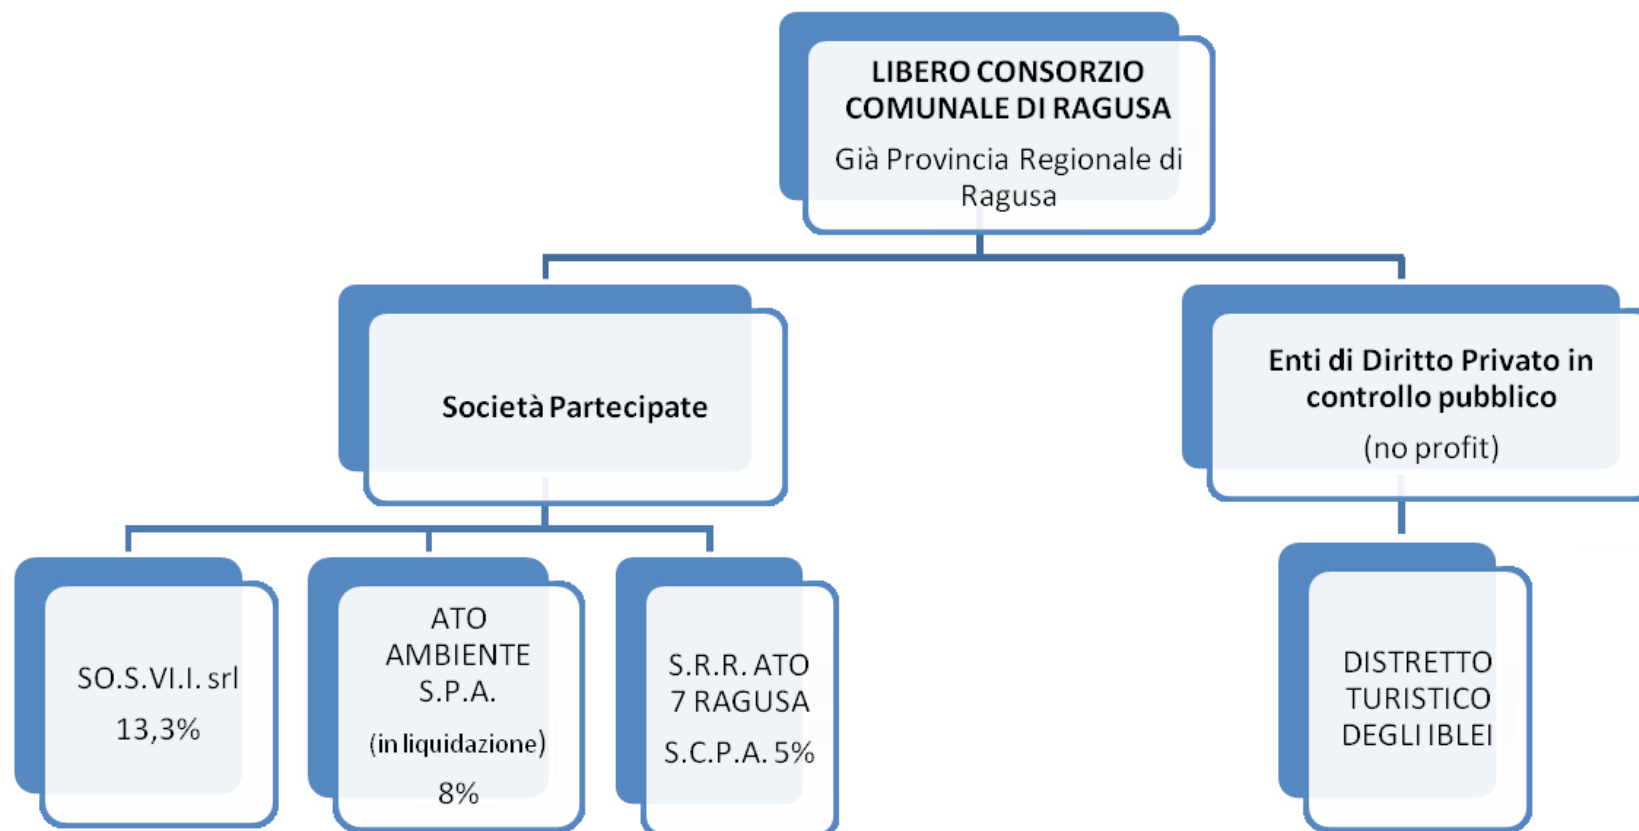 LIBERO CONSORZIO
COMUNALE DI RAGUSA
Già Provincia Regionale di
Ragusa
Società Partecipate
Enti di Diritto Privato in
controllo pubblico
(no profit)
SO.S.VI.I. srl
13,3%
ATO
AMBIENTE
S.P.A.
(in liquidazione)
8%
S.R.R. ATO
7 RAGUSA
S.C.P.A. 5%
DISTRETTO
TURISTICO
DEGLI IBLEI